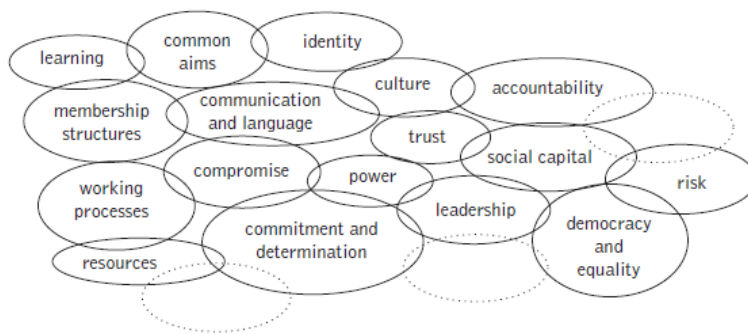 learning
common
aims
identity
culture
accountability
membership
structures
communication
and language
trust
social capital
compromise
power
risk
working
processes
leadership
commitment and
determination
democracy
and
equality
resources